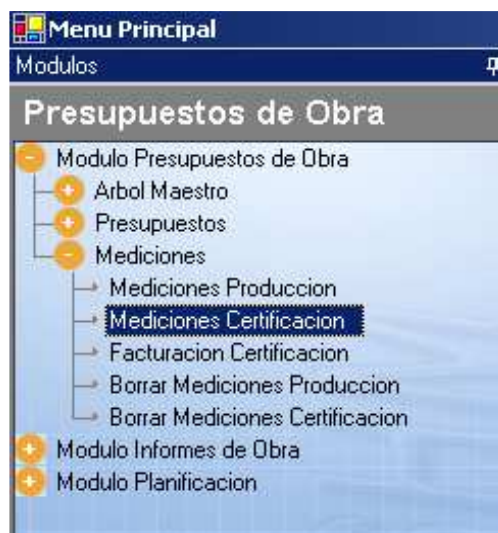 Menu Principal
Modulos
Presupuestos de Obra
Modulo Presupuestos de Obra
Arbol Maestro
Presupuestos
Mediciones
Mediciones Produccion
Mediciones Certificacion
Facturacion Certificacion
Borrar Mediciones Produccion
Borrar Mediciones Certificacion
Modulo Informes de Obra
Modulo Planificacion